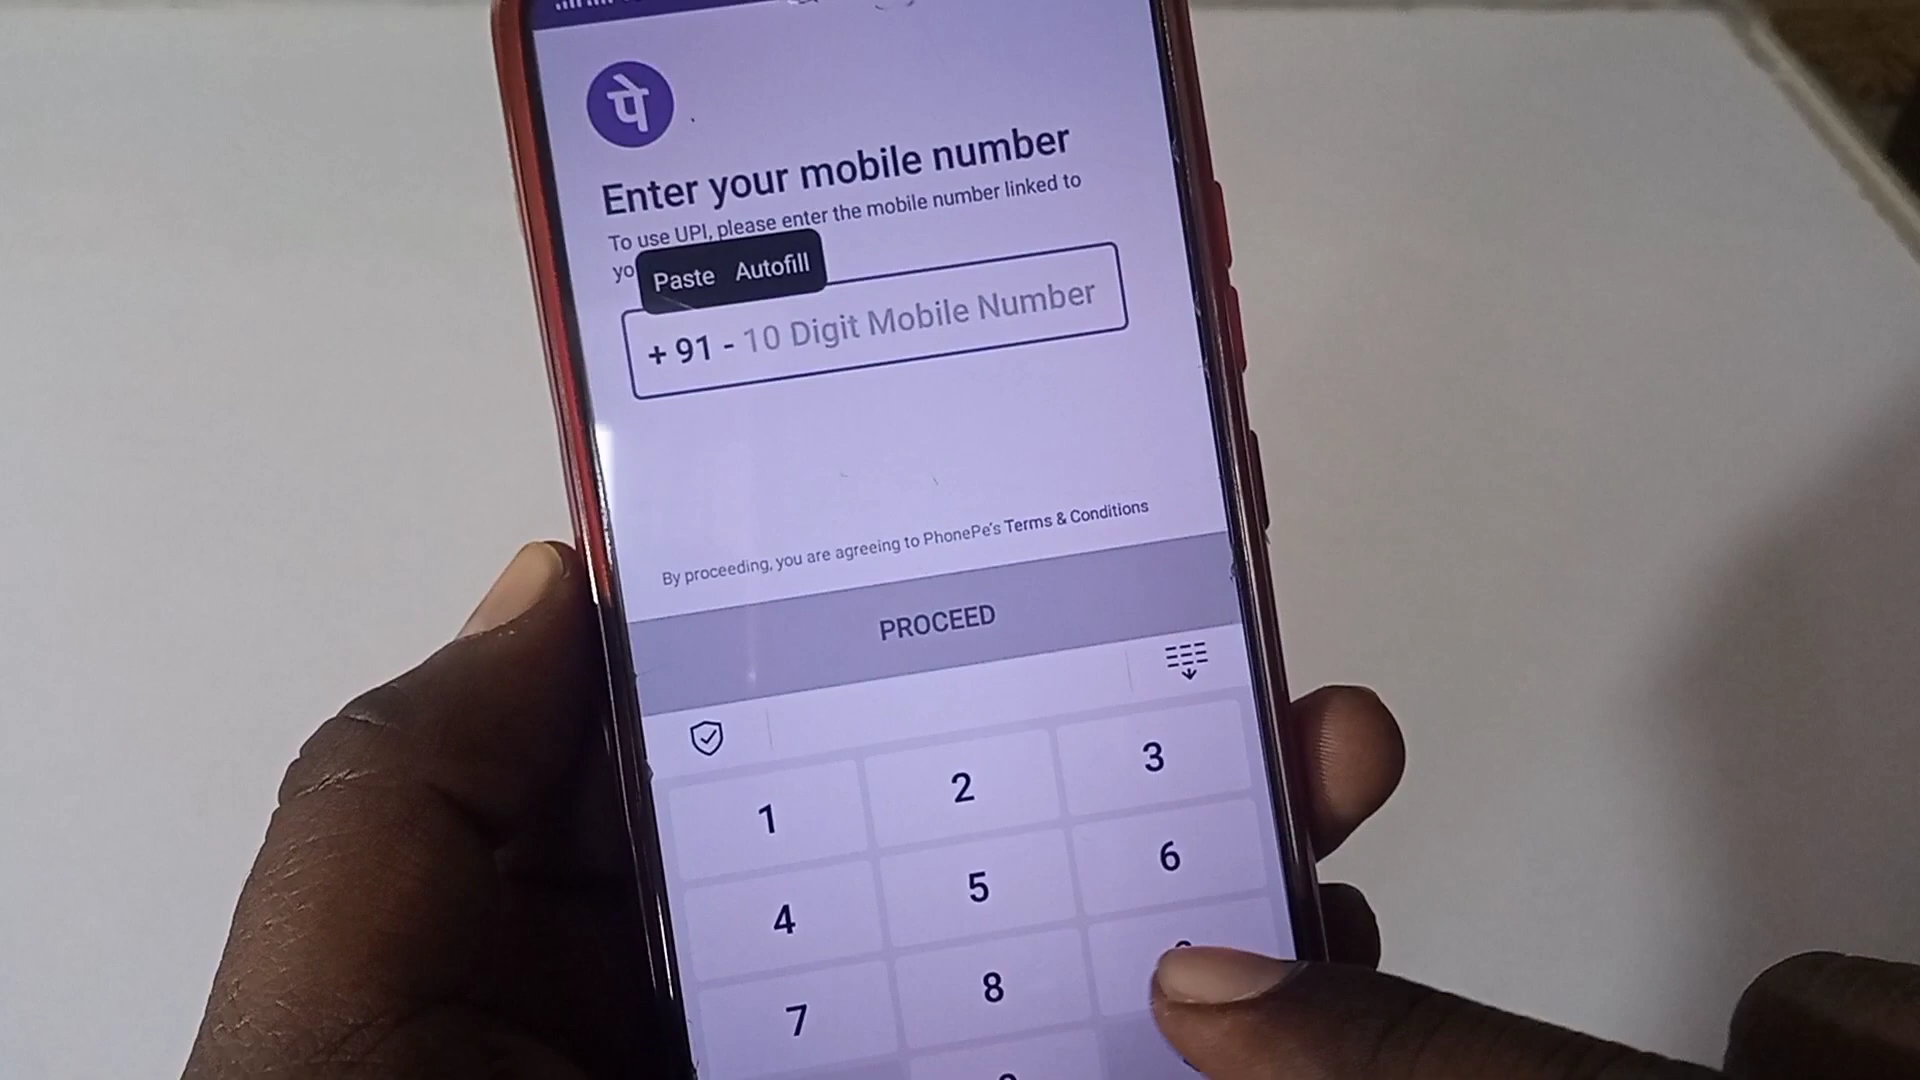 पे
Enter your mobile number
To use UPI, please enter the mobile number linked to
yo
Paste Autofill
+ 91 - 10 Digit Mobile Number
By proceeding, you are agreeing to PhonePe's Terms & Conditions
PROCEED
1 2 3
4 5 6
7 8